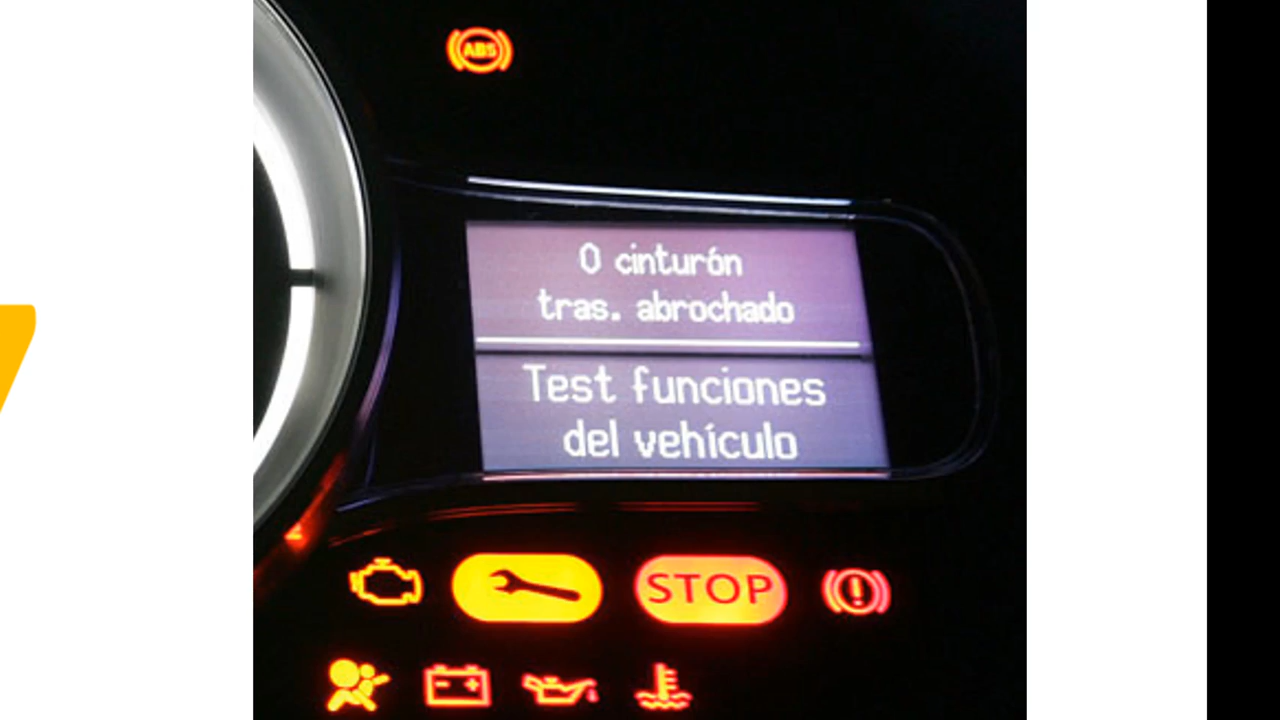 ABS
0 cinturón
tras. abrochado
Test funciones
del vehículo
STOP